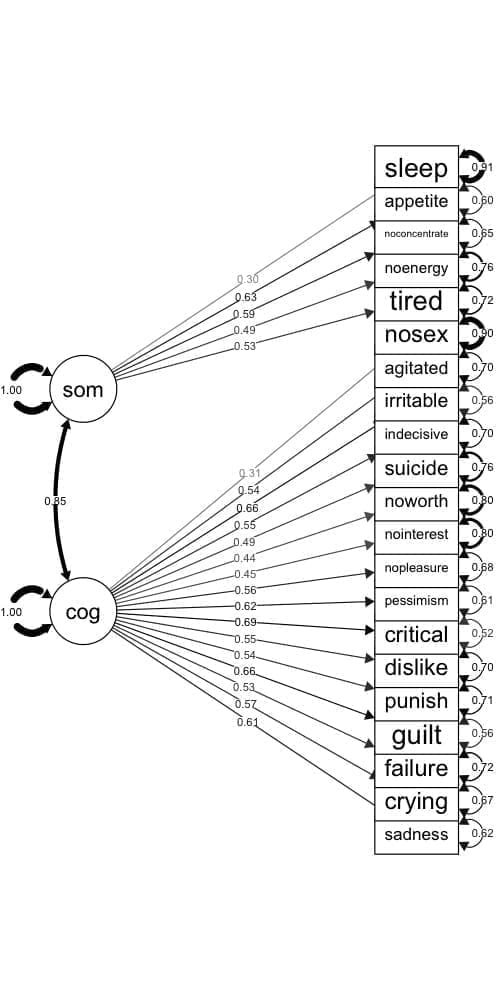 sleep 0.91
appetite 0.60
noconcentrate 0.65
noenergy 0.76
tired 0.72
nosex 0.90
agitated 0.70
irritable 0.56
indecisive 0.70
suicide 0.76
noworth 0.80
nointerest 0.80
nopleasure 0.68
pessimism 0.61
critical 0.52
dislike 0.70
punish 0.71
guilt 0.56
failure 0.72
crying 0.67
sadness 0.62
0.30
0.63
0.59
0.49
0.53
1.00 som
0.85
0.31
0.54
0.66
0.55
0.49
0.44
0.45
0.56
0.62
0.69
0.55
0.54
0.66
0.53
0.57
0.61
1.00 cog